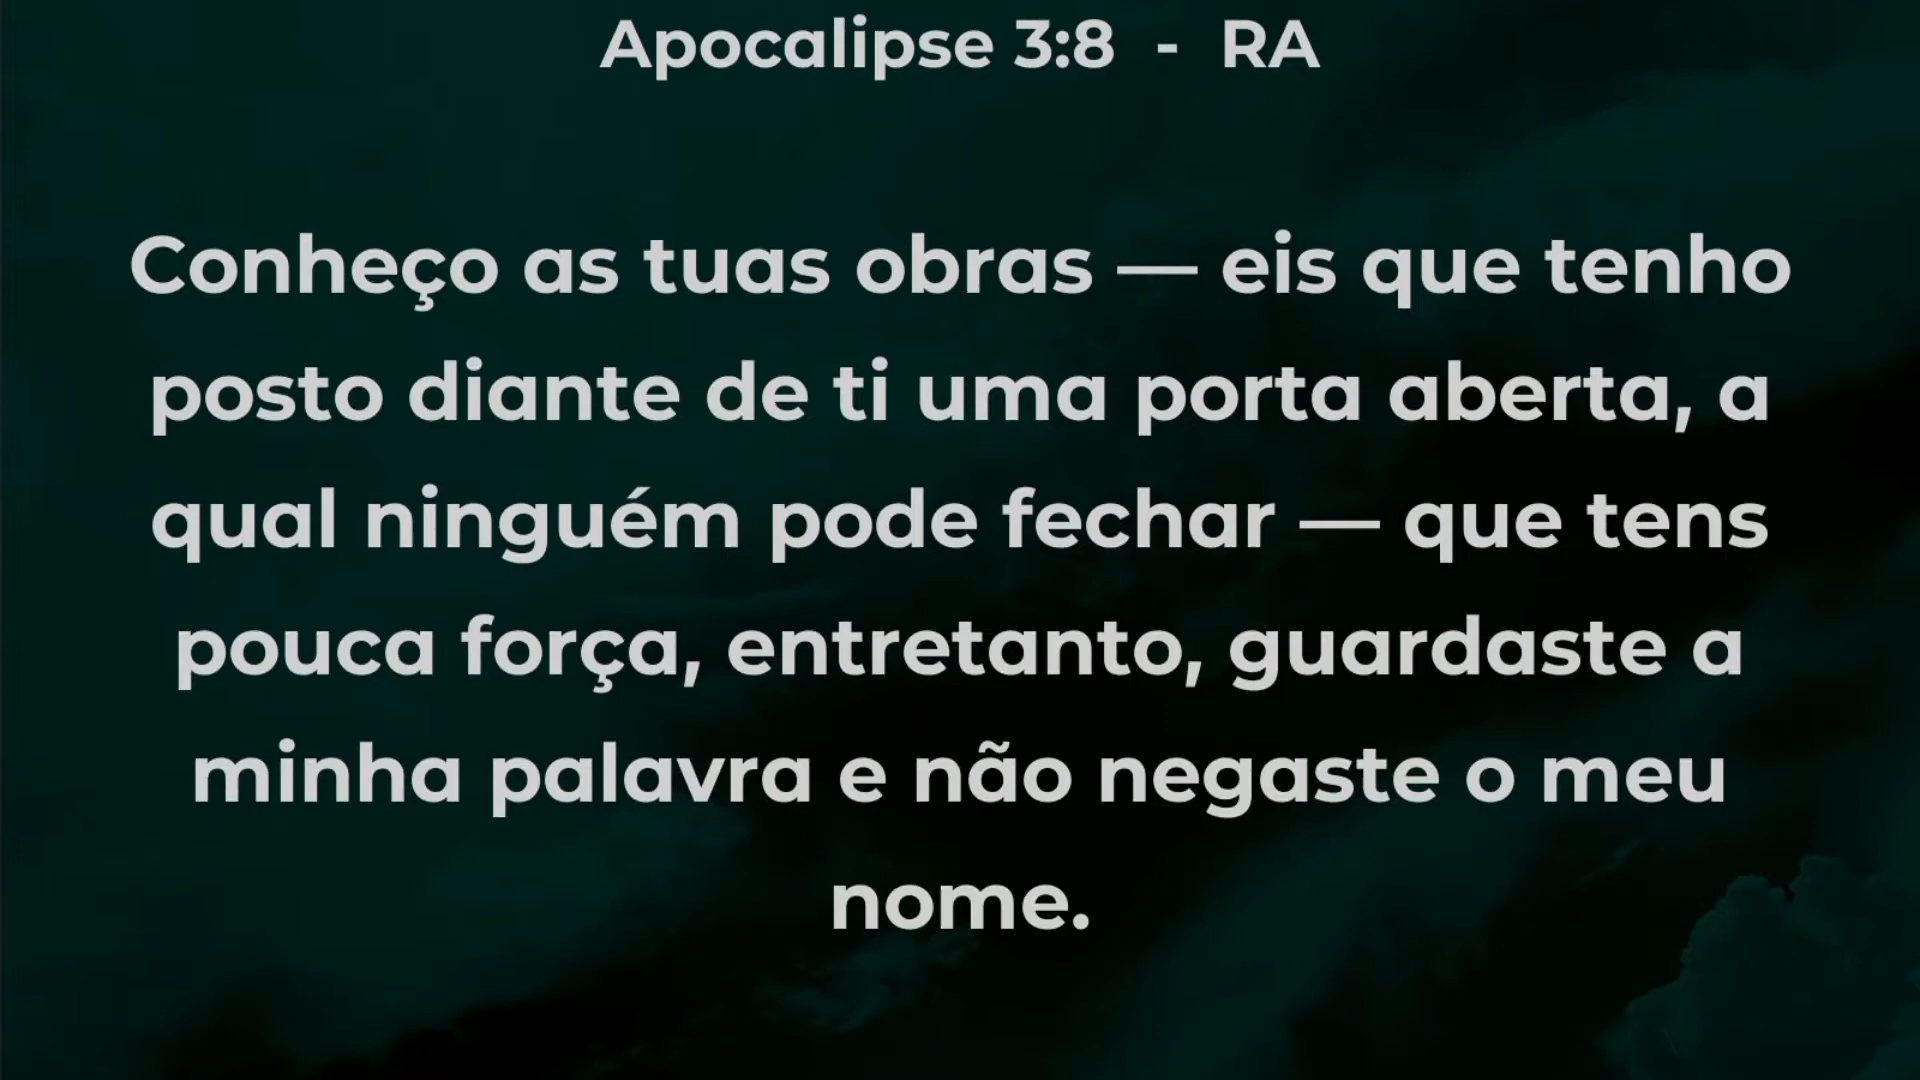 Apocalipse 3:8 - RA
Conheço as tuas obras — eis que tenho
posto diante de ti uma porta aberta, a
qual ninguém pode fechar — que tens
pouca força, entretanto, guardaste a
minha palavra e não negaste o meu
nome.